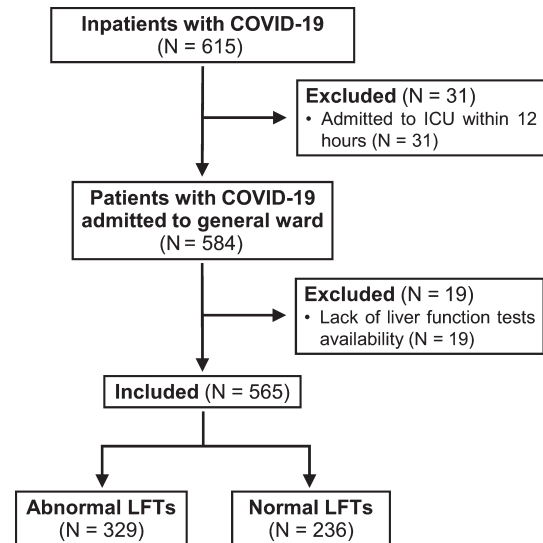 Inpatients with COVID-19
(N = 615)
Excluded (N = 31)
• Admitted to ICU within 12
hours (N = 31)
Patients with COVID-19
admitted to general ward
(N = 584)
Excluded (N = 19)
• Lack of liver function tests
availability (N = 19)
Included (N = 565)
Abnormal LFTs
(N = 329)
Normal LFTs
(N = 236)